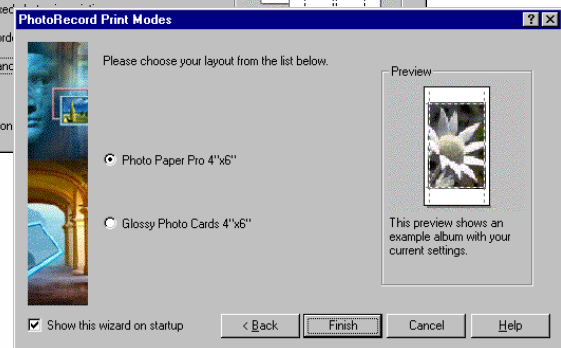 PhotoRecord Print Modes
Please choose your layout from the list below.
Preview
Photo Paper Pro 4"x6"
Glossy Photo Cards 4"x6"
This preview shows an
example album with your
current settings.
Show this wizard on startup
< Back
Finish
Cancel
Help